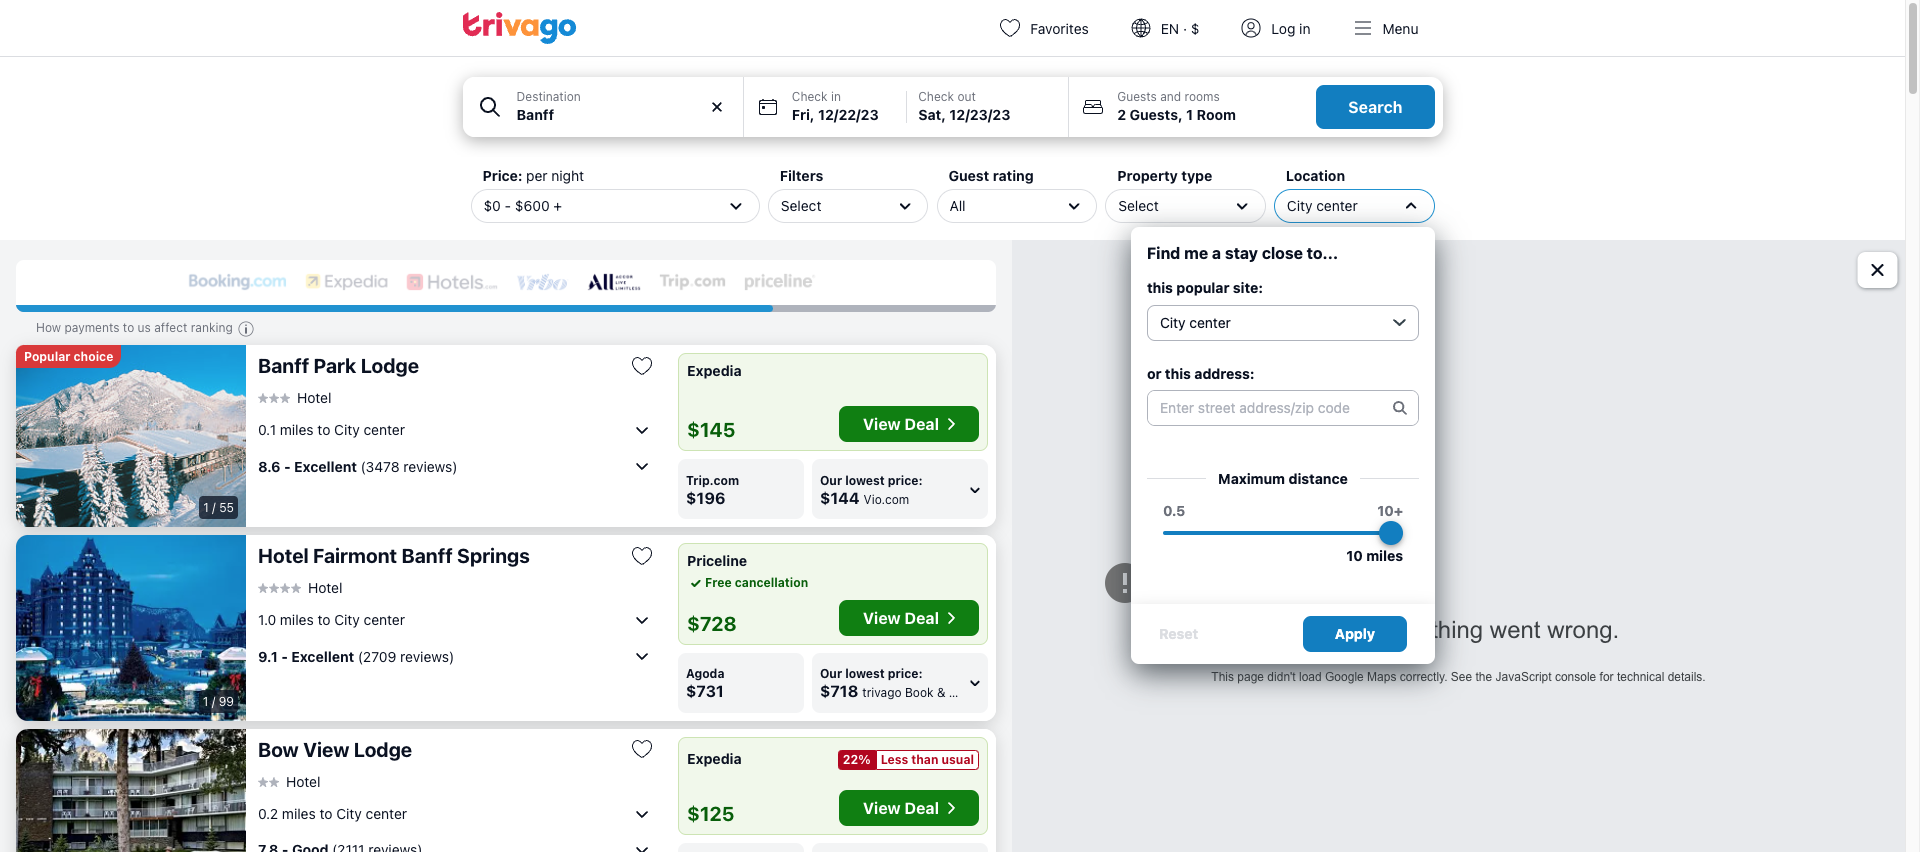 trivago
Favorites
EN · $
Log in
Menu
Destination
Banff
Check in
Fri, 12/22/23
Check out
Sat, 12/23/23
Guests and rooms
2 Guests, 1 Room
Search
Price: per night
$0 - $600 +
Filters
Select
Guest rating
All
Property type
Select
Location
City center
Booking.com
Expedia
Hotels.com
Vrbo
ALL ACCOR LIVE LIMITLESS
Trip.com
priceline
How payments to us affect ranking
Popular choice
1 / 55
Banff Park Lodge
Hotel
0.1 miles to City center
8.6 - Excellent (3478 reviews)
Expedia
$145
View Deal
Trip.com
$196
Our lowest price:
$144 Vio.com
1 / 99
Hotel Fairmont Banff Springs
Hotel
1.0 miles to City center
9.1 - Excellent (2709 reviews)
Priceline
Free cancellation
$728
View Deal
Agoda
$731
Our lowest price:
$718 trivago Book & ...
Bow View Lodge
Hotel
0.2 miles to City center
7.8 - Good (2111 reviews)
Expedia
22% Less than usual
$125
View Deal
Find me a stay close to...
this popular site:
City center
or this address:
Enter street address/zip code
Maximum distance
0.5
10+
10 miles
Reset
Apply
thing went wrong.
This page didn't load Google Maps correctly. See the JavaScript console for technical details.